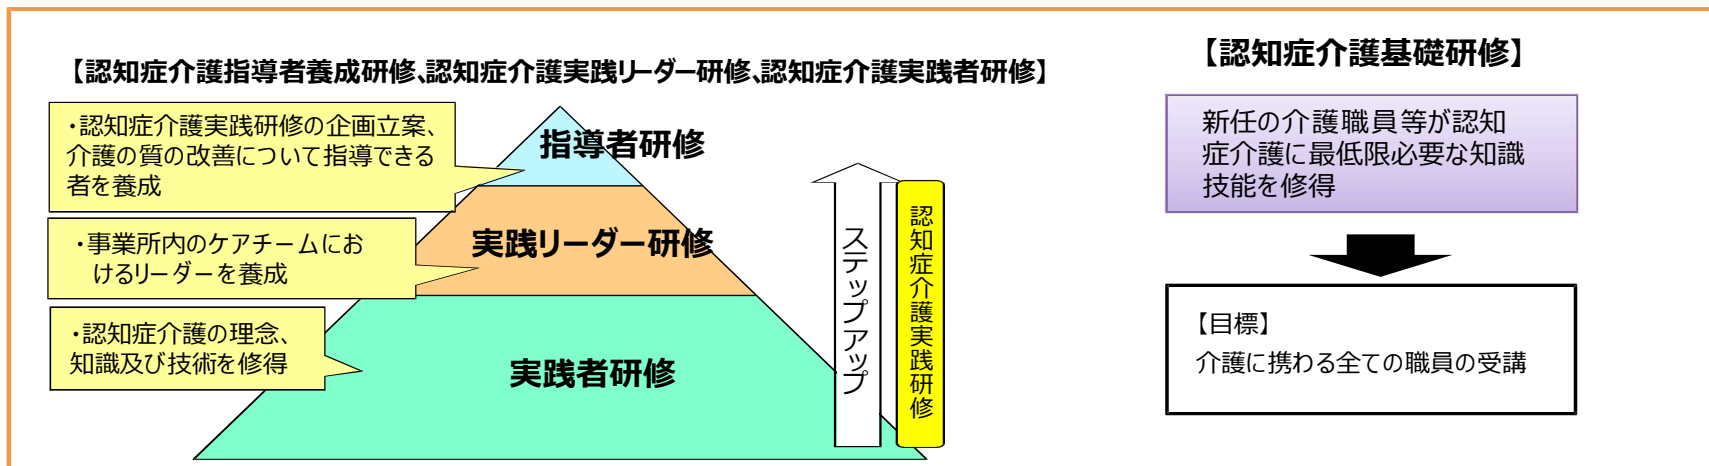 【認知症介護指導者養成研修、認知症介護実践リーダー研修、認知症介護実践者研修】
・認知症介護実践研修の企画立案、
介護の質の改善について指導できる
者を養成
指導者研修
・事業所内のケアチームにお
けるリーダーを養成
実践リーダー研修
・認知症介護の理念、
知識及び技術を修得
実践者研修
ステップアップ
認知症介護実践研修
【認知症介護基礎研修】
新任の介護職員等が認知
症介護に最低限必要な知識
技能を修得
【目標】
介護に携わる全ての職員の受講